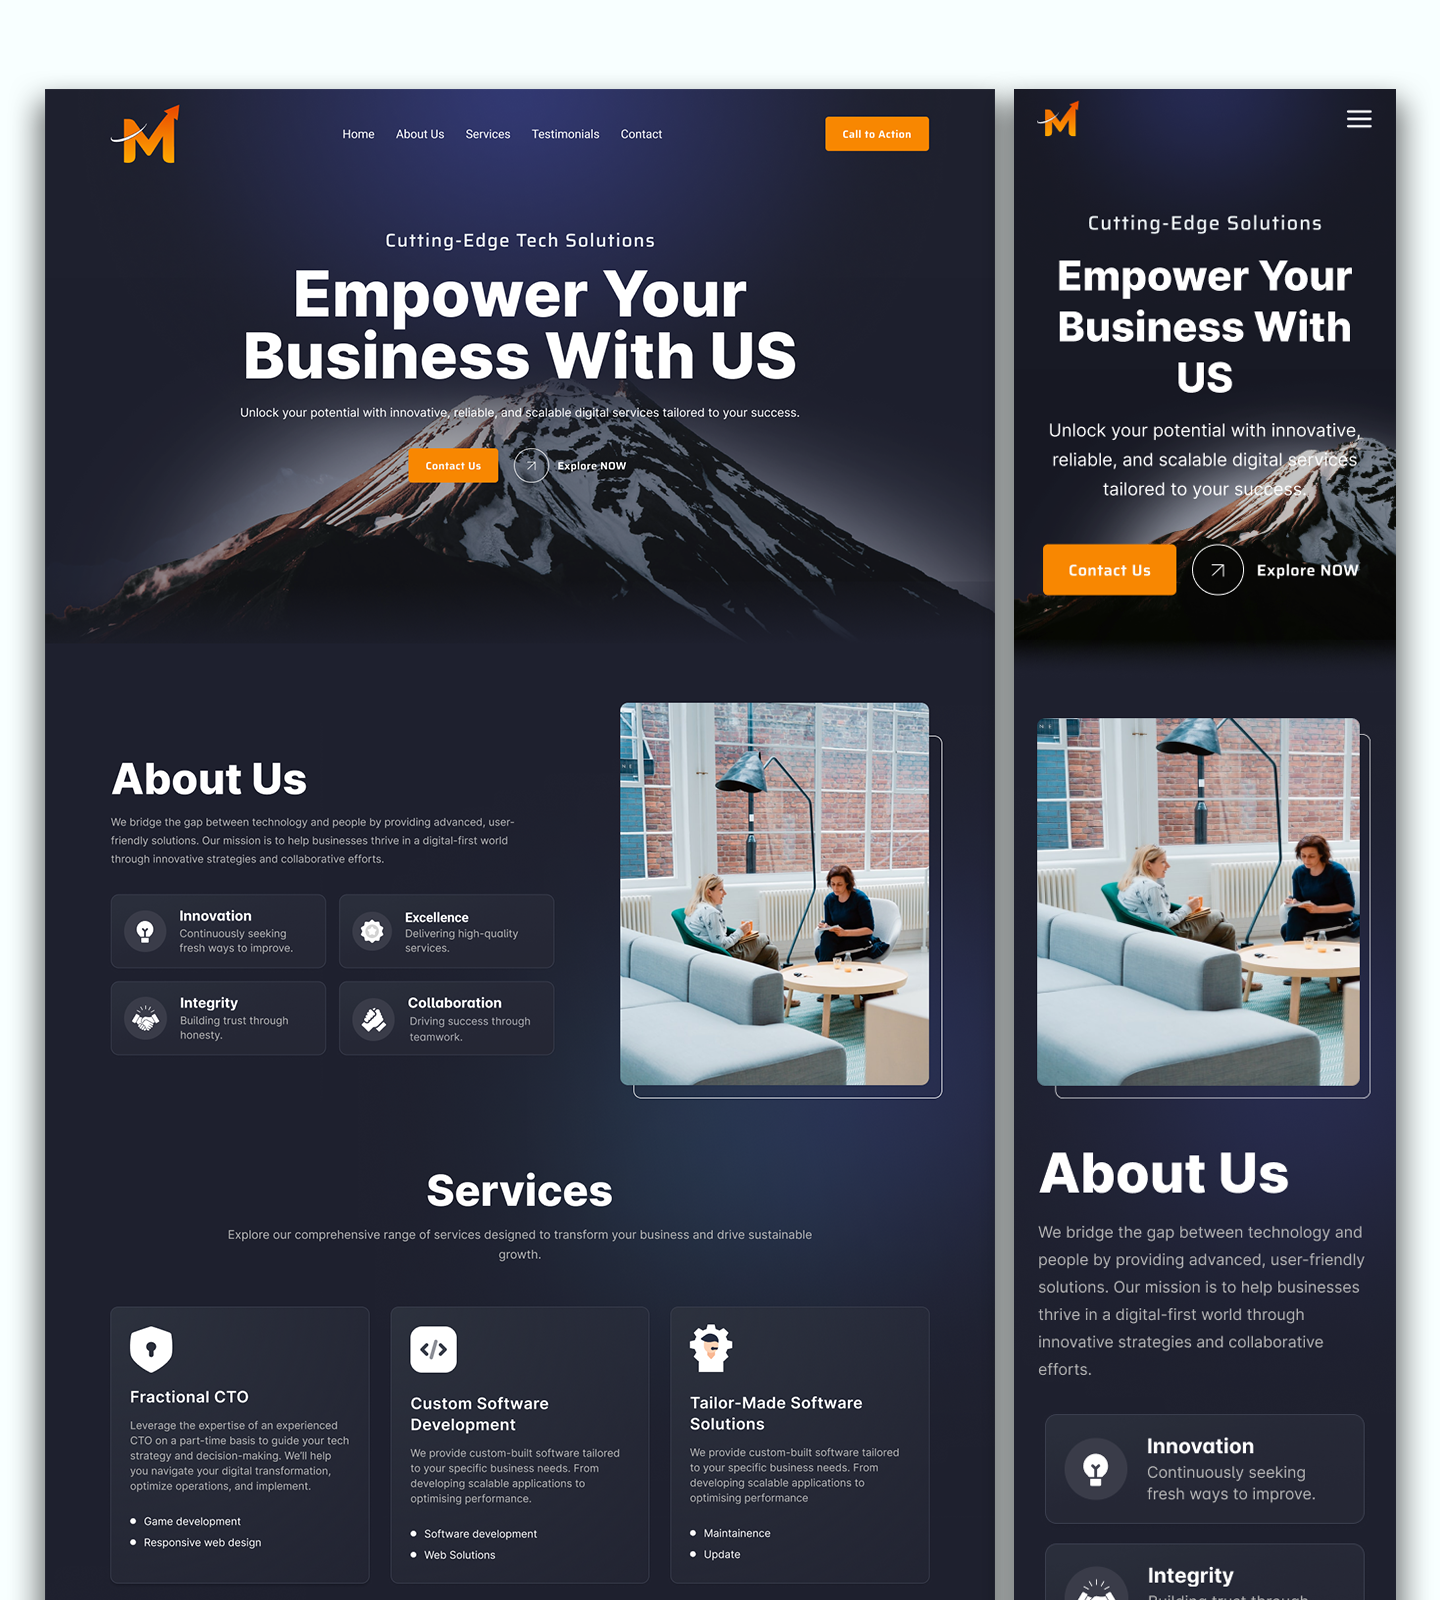 M
Home About Us Services Testimonials Contact
Call to Action
Cutting-Edge Tech Solutions
Empower Your
Business With US
Unlock your potential with innovative, reliable, and scalable digital services tailored to your success.
Contact Us
Explore NOW
About Us
We bridge the gap between technology and people by providing advanced, user-
friendly solutions. Our mission is to help businesses thrive in a digital-first world
through innovative strategies and collaborative efforts.
Innovation
Continuously seeking
fresh ways to improve.
Excellence
Delivering high-quality
services.
Integrity
Building trust through
honesty.
Collaboration
Driving success through
teamwork.
Services
Explore our comprehensive range of services designed to transform your business and drive sustainable
growth.
Fractional CTO
Leverage the expertise of an experienced
CTO on a part-time basis to guide your tech
strategy and decision-making. We'll help
you navigate your digital transformation,
optimize operations, and implement.
Game development
Responsive web design
</>
Custom Software
Development
We provide custom-built software tailored
to your specific business needs. From
developing scalable applications to
optimising performance.
Software development
Web Solutions
Tailor-Made Software
Solutions
We provide custom-built software tailored
to your specific business needs. From
developing scalable applications to
optimising performance
Maintainence
Update
M
Cutting-Edge Solutions
Empower Your
Business With
US
Unlock your potential with innovative,
reliable, and scalable digital services
tailored to your success.
Contact Us
Explore NOW
About Us
We bridge the gap between technology and
people by providing advanced, user-friendly
solutions. Our mission is to help businesses
thrive in a digital-first world through
innovative strategies and collaborative
efforts.
Innovation
Continuously seeking
fresh ways to improve.
Integrity
Building trust through